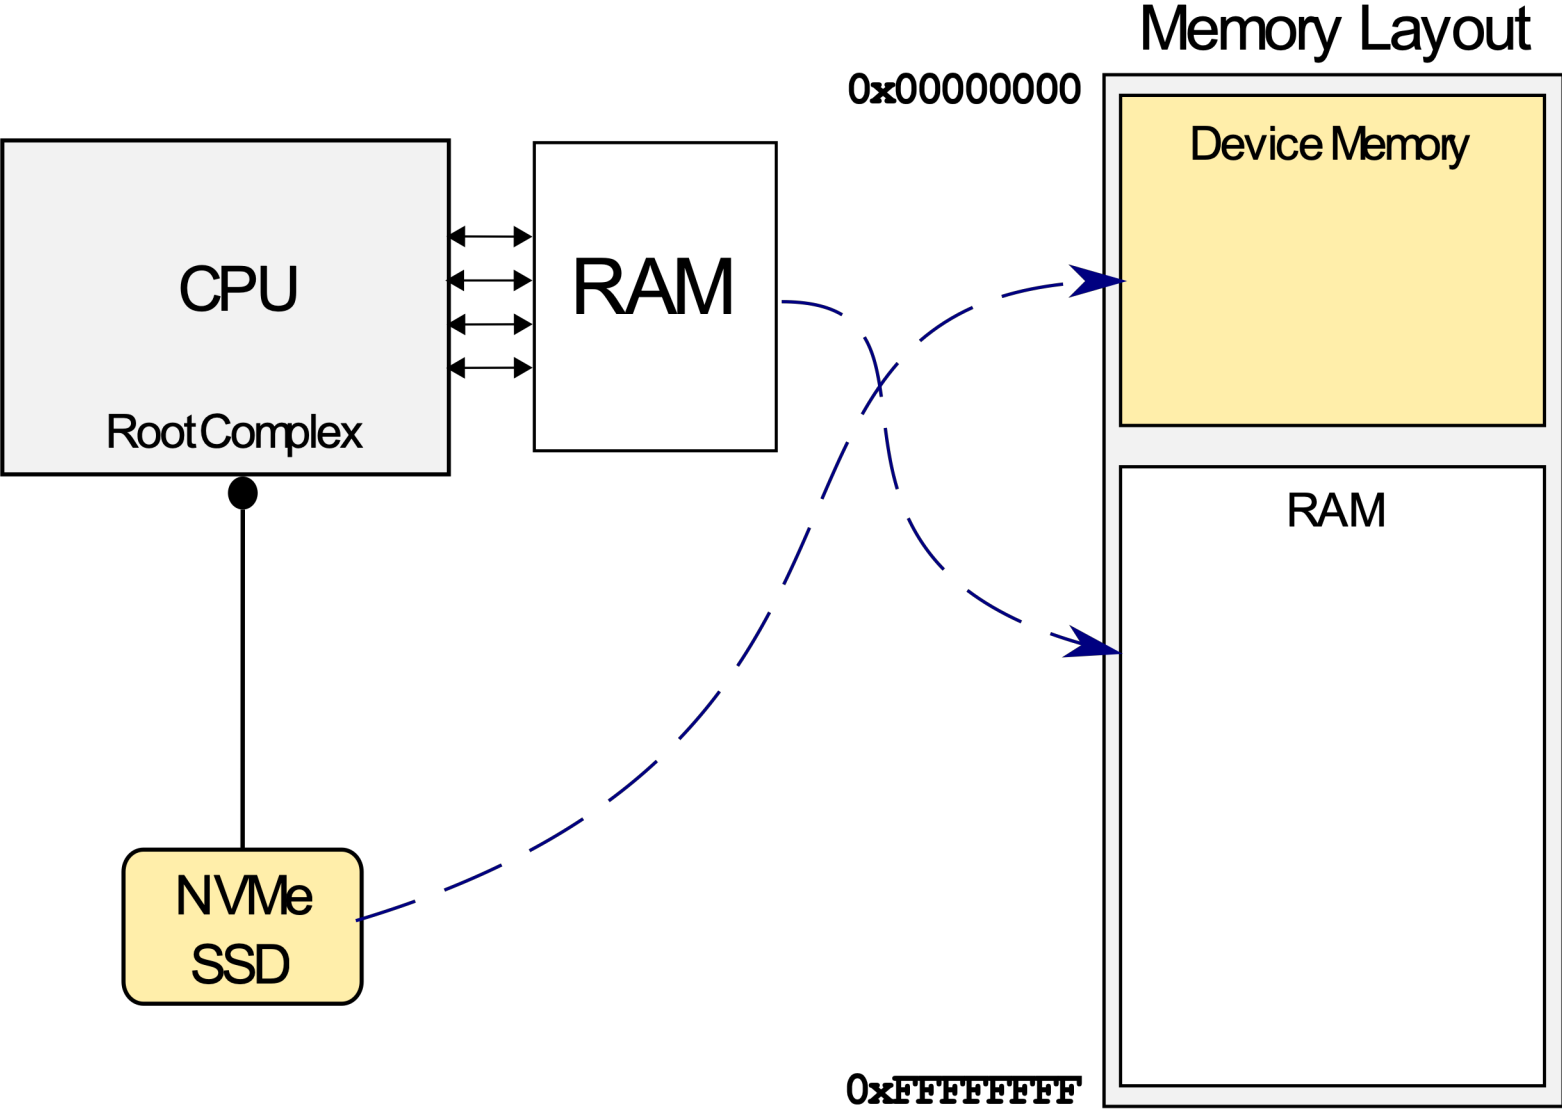 Memory Layout
0x00000000
Device Memory
CPU
RAM
Root Complex
RAM
NVMe
SSD
0xFFFFFFFF